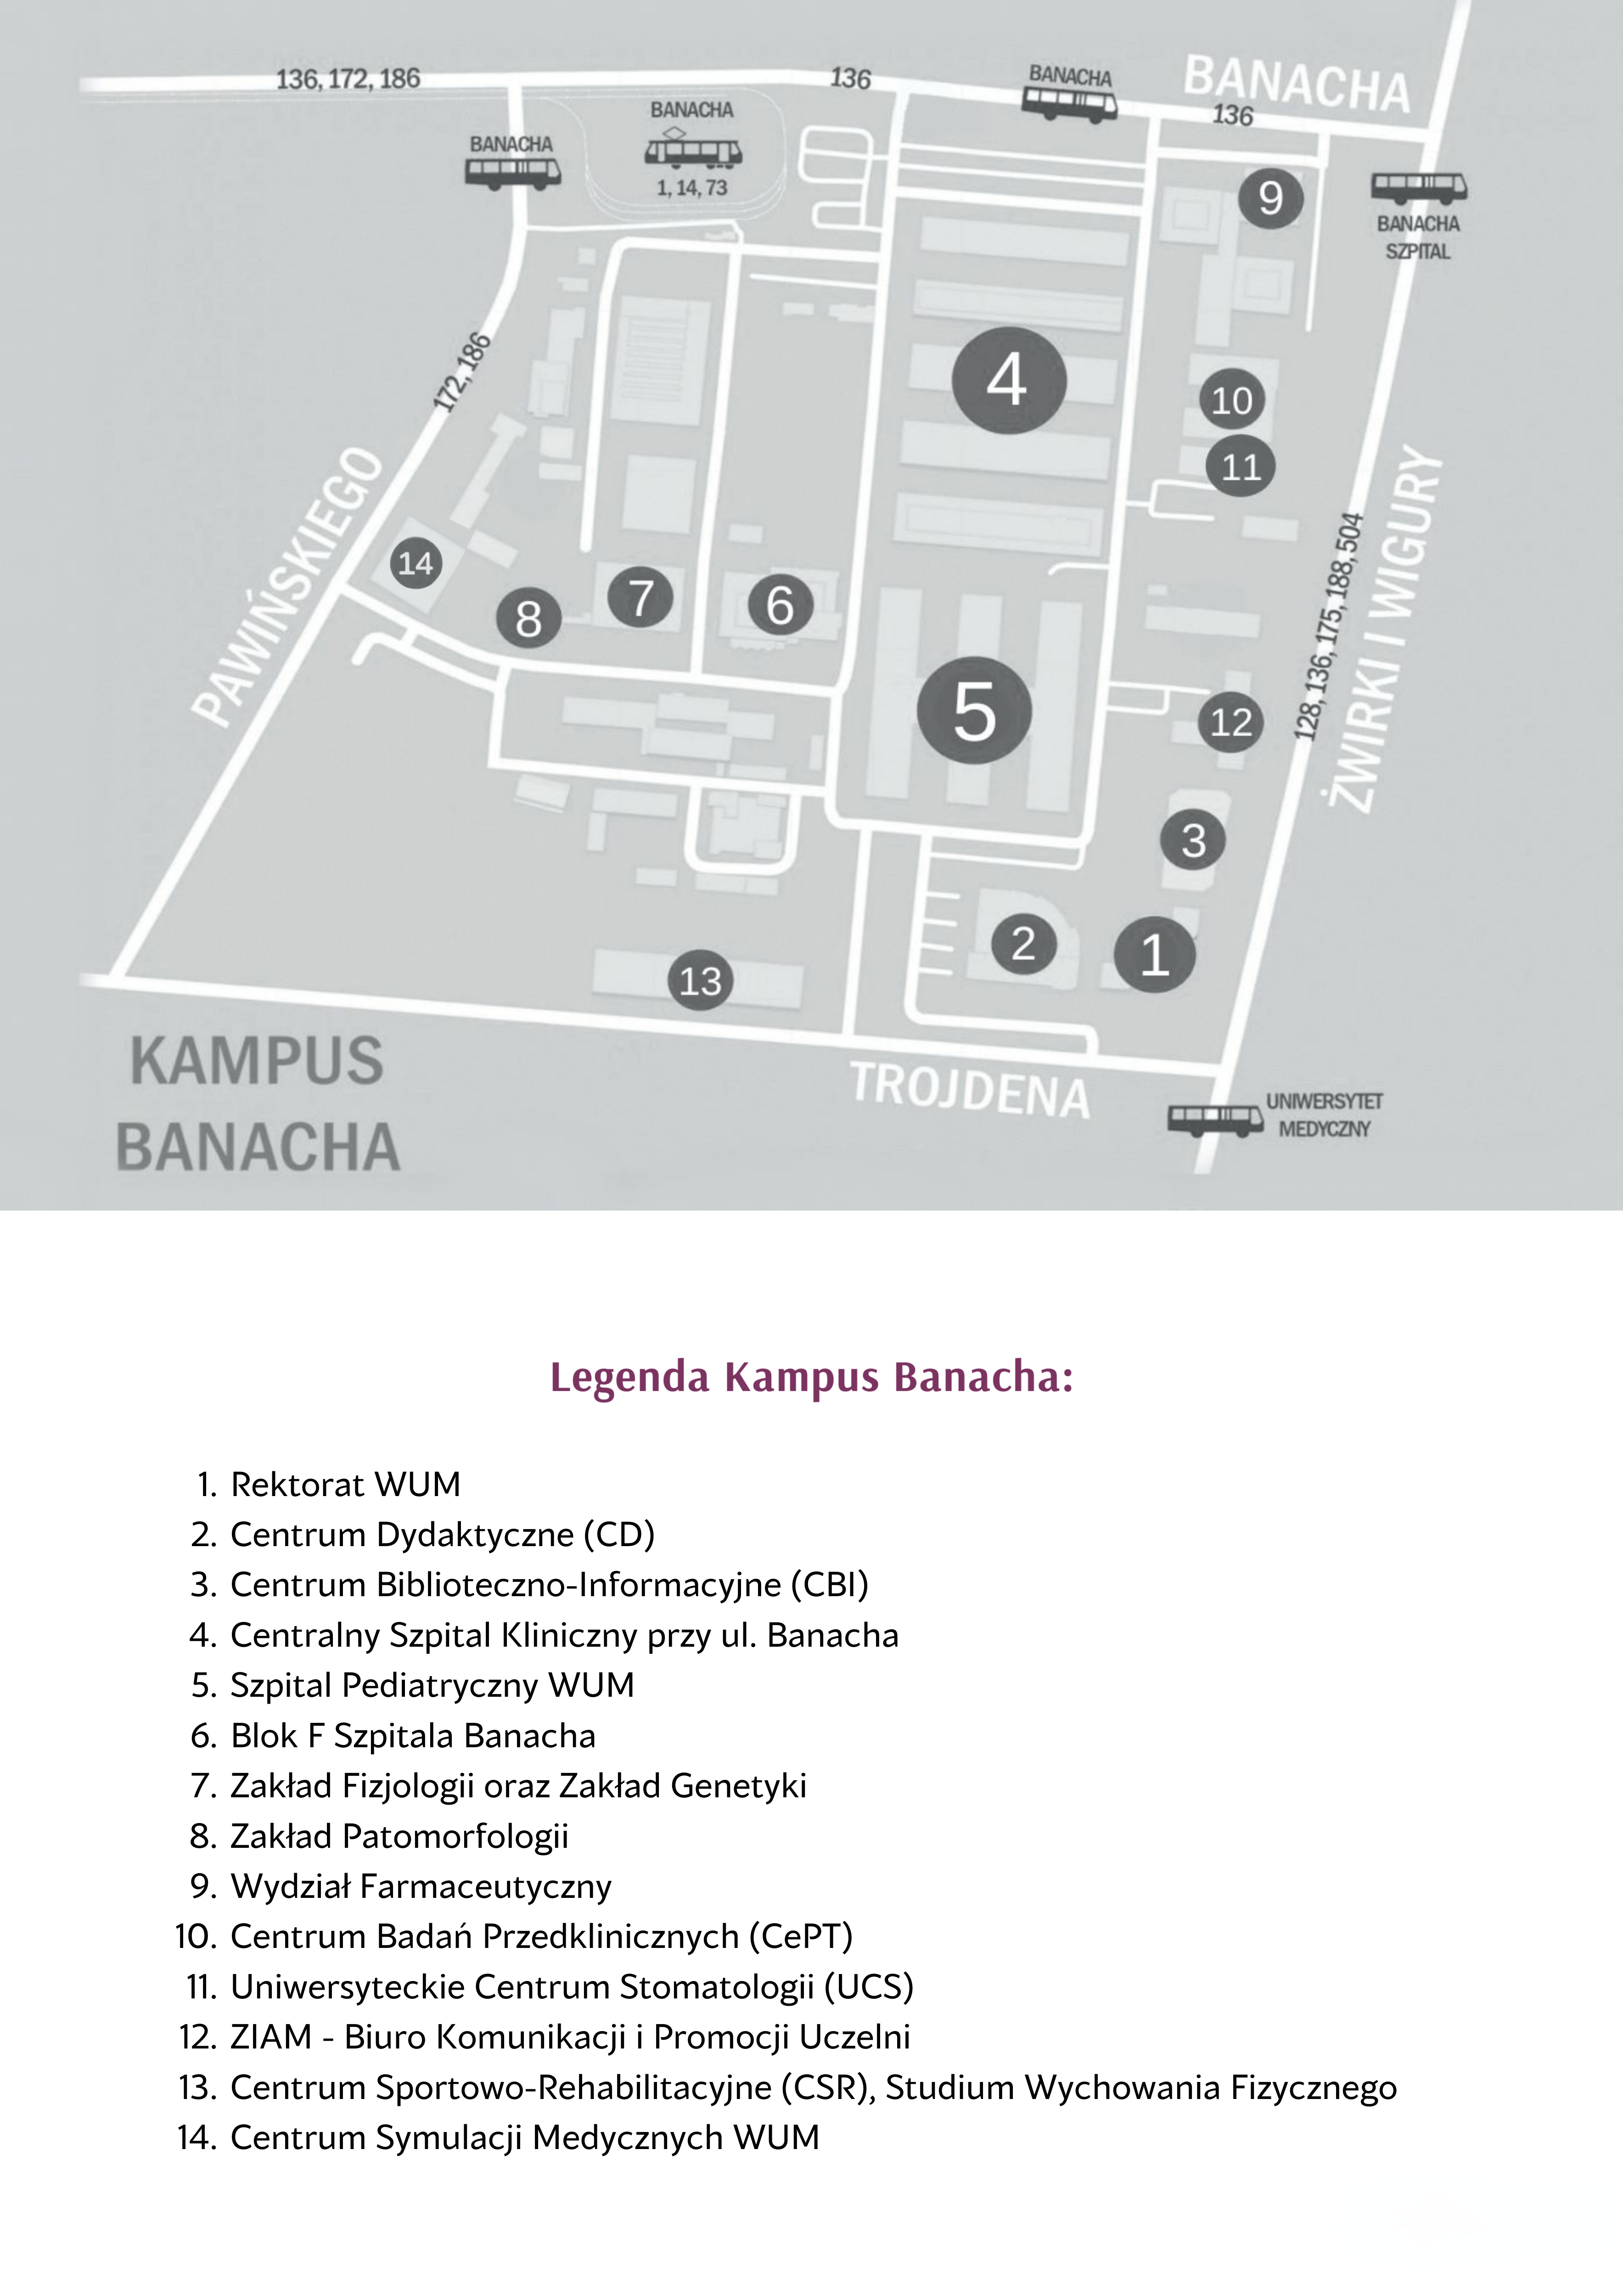 136, 172, 186
136
BANACHA
BANACHA
136
BANACHA
1, 14, 73
BANACHA
9
BANACHA
SZPITAL
4
172, 186
10
11
PAWIŃSKIEGO
ŻWIRKI I WIGURY
128, 136, 175, 188, 504
14
8
7
6
5
12
3
2
1
13
KAMPUS
BANACHA
TROJDENA
UNIWERSYTET
MEDYCZNY
Legenda Kampus Banacha:
1. Rektorat WUM
2. Centrum Dydaktyczne (CD)
3. Centrum Biblioteczno-Informacyjne (CBI)
4. Centralny Szpital Kliniczny przy ul. Banacha
5. Szpital Pediatryczny WUM
6. Blok F Szpitala Banacha
7. Zakład Fizjologii oraz Zakład Genetyki
8. Zakład Patomorfologii
9. Wydział Farmaceutyczny
10. Centrum Badań Przedklinicznych (CePT)
11. Uniwersyteckie Centrum Stomatologii (UCS)
12. ZIAM - Biuro Komunikacji i Promocji Uczelni
13. Centrum Sportowo-Rehabilitacyjne (CSR), Studium Wychowania Fizycznego
14. Centrum Symulacji Medycznych WUM